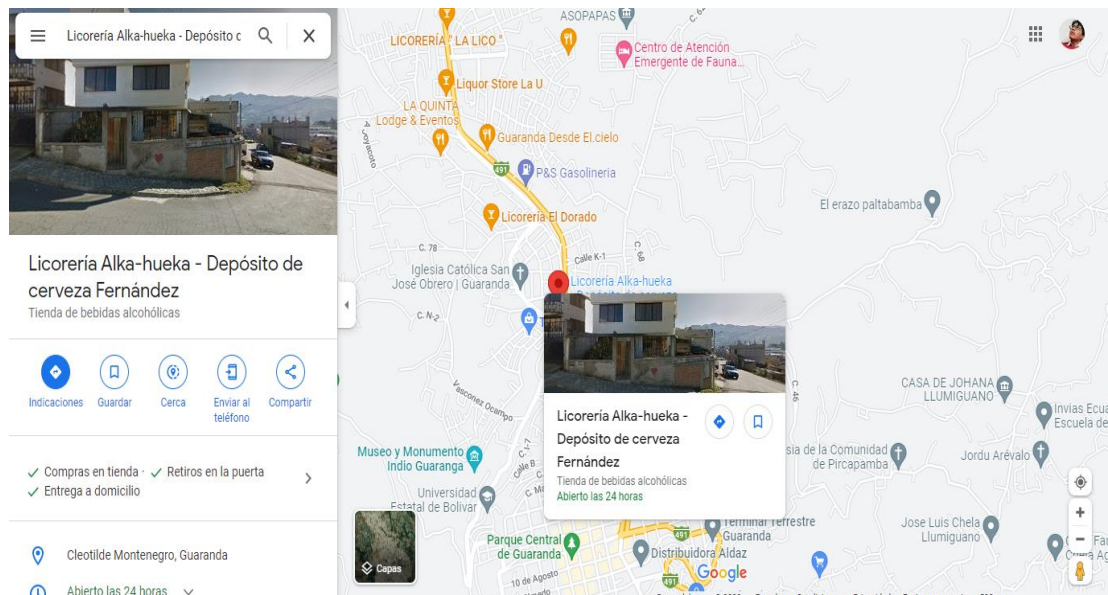 Licorería Alka-hueka - Depósito c
Licorería Alka-hueka - Depósito de
cerveza Fernández
Tienda de bebidas alcohólicas
Indicaciones
Guardar
Cerca
Enviar al
teléfono
Compartir
Compras en tienda · Retiros en la puerta
Entrega a domicilio
Cleotilde Montenegro, Guaranda
Abierto las 24 horas
ASOPAPAS
LICORERÍA " LA LICO "
Centro de Atención
Emergente de Fauna...
Liquor Store La U
LA QUINTA
Lodge & Eventos
Guaranda Desde El.cielo
491
P&S Gasolineria
El erazo paltabamba
Licorería El Dorado
C. 78
Calle K-1
C. 68
Iglesia Católica San
José Obrero | Guaranda
Licorería Alka-hueka
C. N-2
Vasconez Ocampo
C. 46
CASA DE JOHANA
LLUMIGUANO
Invias Ecua
Escuela de
Licorería Alka-hueka -
Depósito de cerveza
Fernández
Tienda de bebidas alcohólicas
Abierto las 24 horas
Museo y Monumento
Indio Guaranga
C. I-7
Calle B
sia de la Comunidad
de Pircapamba
Jordu Arévalo
Universidad
Estatal de Bolívar
Terminal Terrestre
Guaranda
Jose Luis Chela
Llumiguano
Parque Central
de Guaranda
491
Distribuidora Aldaz
Capas
10 de Agosto
491
Google